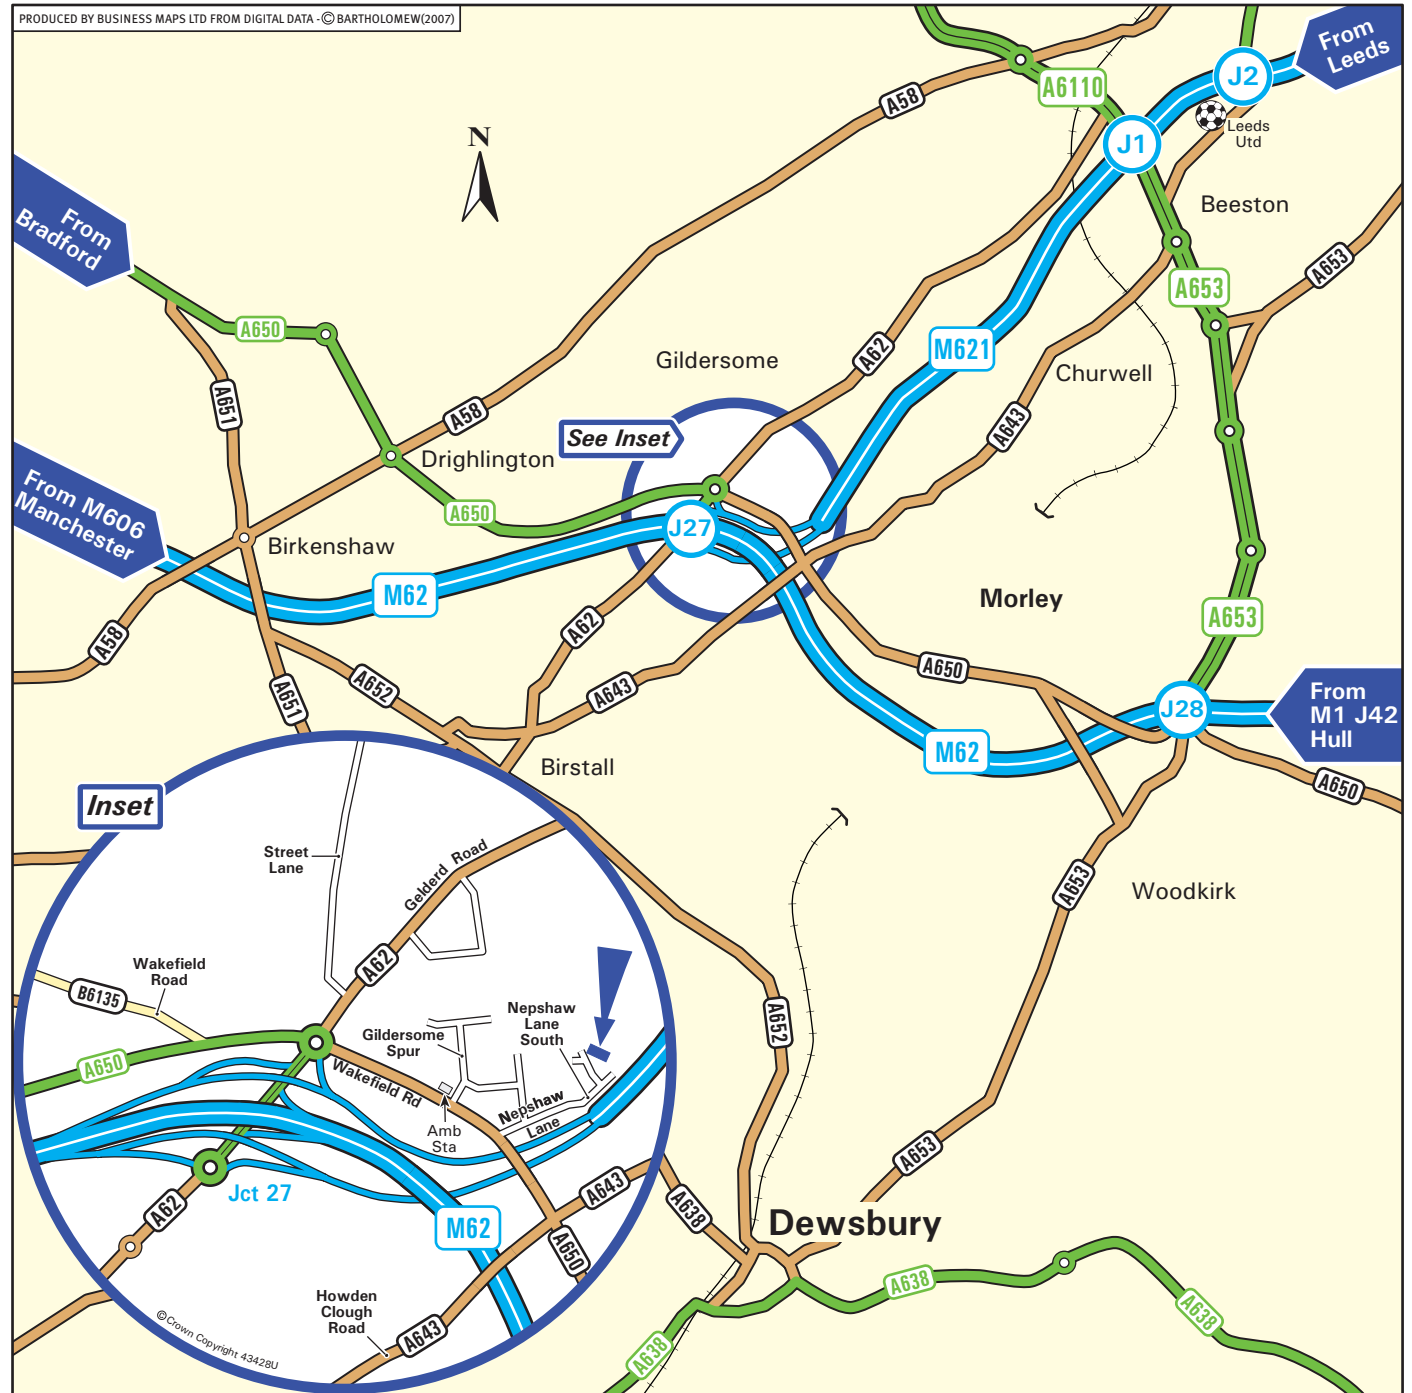 PRODUCED BY BUSINESS MAPS LTD FROM DIGITAL DATA - © BARTHOLOMEW(2007)
From
Leeds
J2
A6110
A58
Leeds
Utd
J1
N
Beeston
From
Bradford
A653
A653
A650
M621
A62
Gildersome
Churwell
A651
A58
A643
See Inset
Drighlington
From M606
Manchester
A650
J27
Birkenshaw
M62
Morley
A653
A62
A58
A650
A652
A643
A651
J28
From
M1 J42
Hull
M62
Birstall
A650
Inset
Street
Lane
Gelderd Road
A653
Woodkirk
A62
Wakefield
Road
B6135
Nepshaw
Lane
South
Gildersome
Spur
A652
A650
Wakefield Rd
Nepshaw
Lane
Amb
Sta
A653
Jct 27
A643
A62
A638
M62
Dewsbury
A650
A638
Howden
Clough
Road
A643
A638
A638
©Crown Copyright 43428U